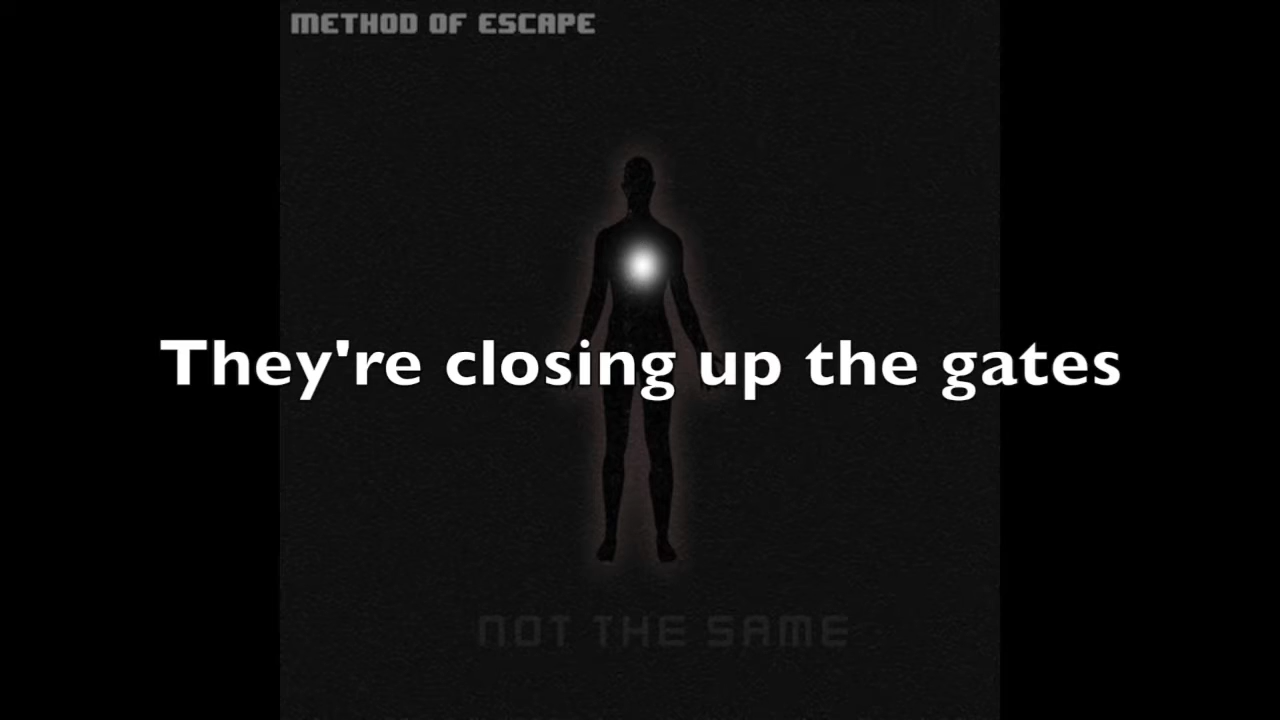 METHOD OF ESCAPE
They're closing up the gates
NOT THE SAME